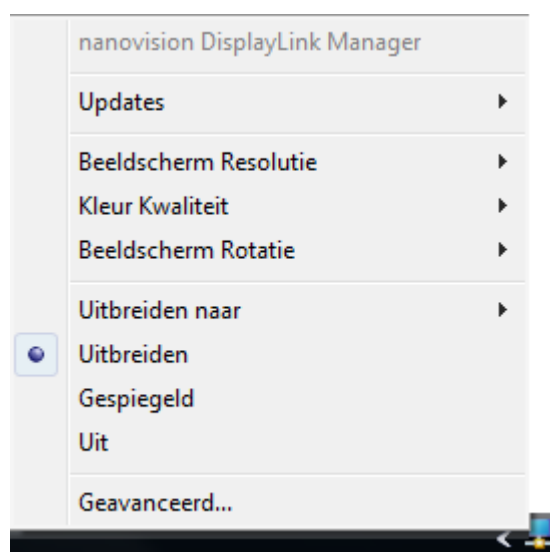 nanovision DisplayLink Manager
Updates
Beeldscherm Resolutie
Kleur Kwaliteit
Beeldscherm Rotatie
Uitbreiden naar
Uitbreiden
Gespiegeld
Uit
Geavanceerd...